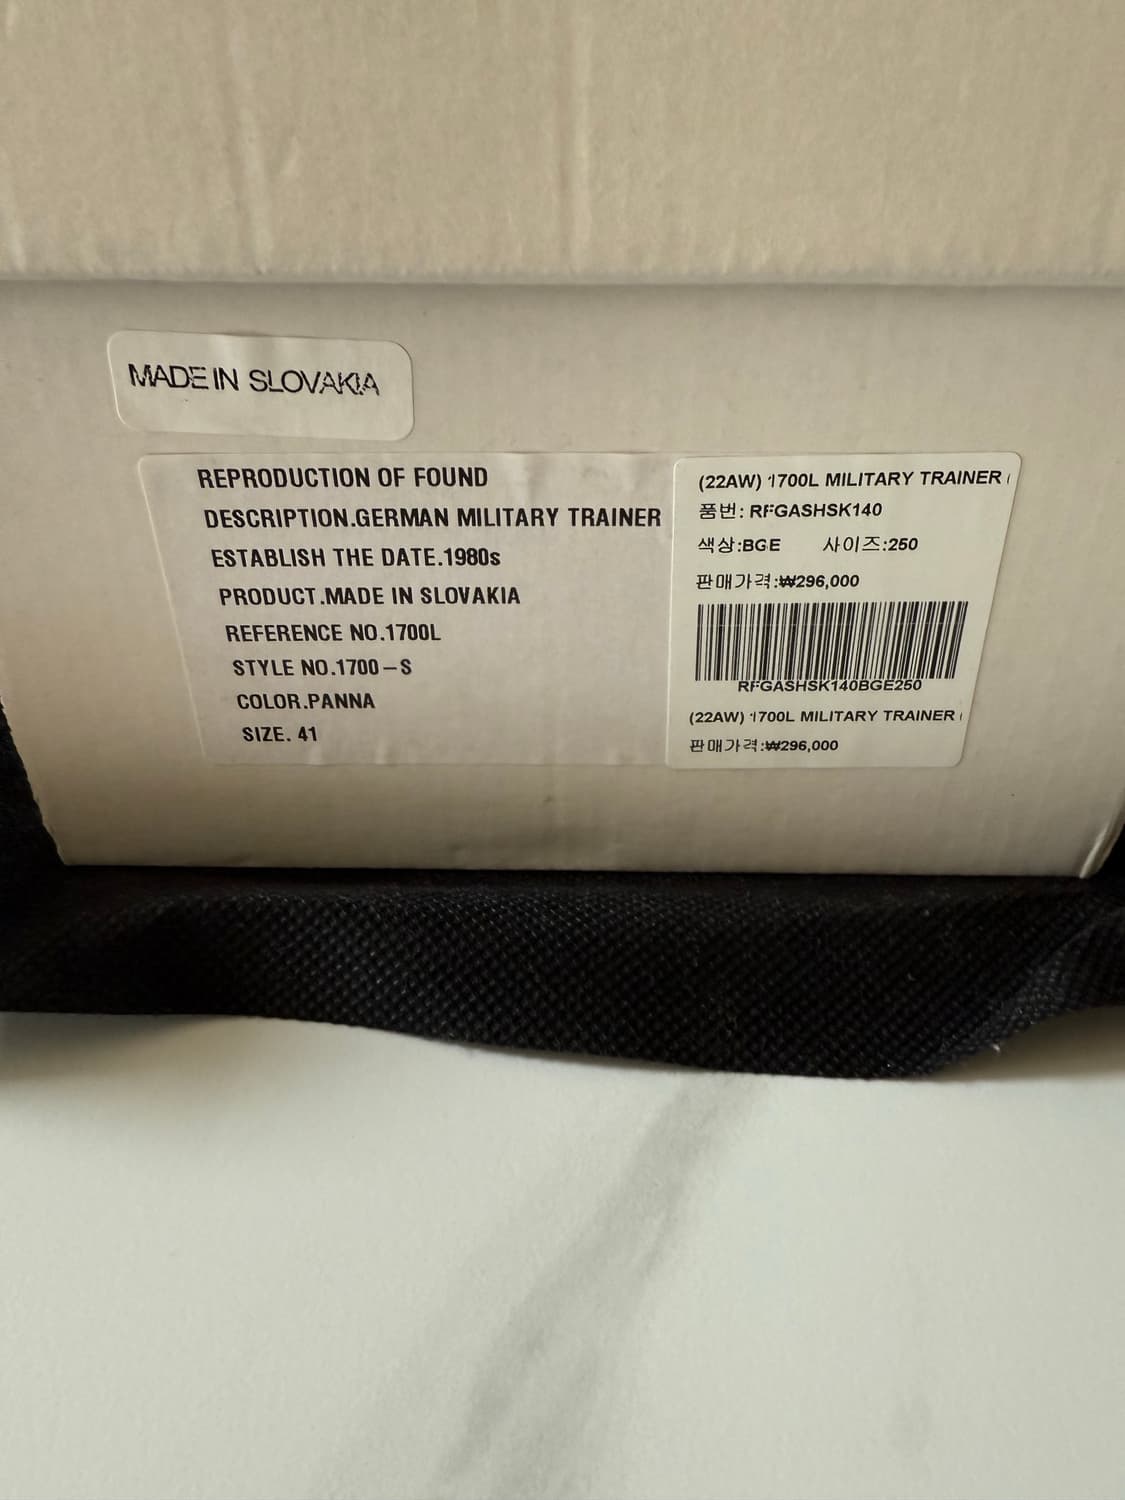 MADE IN SLOVAKIA
REPRODUCTION OF FOUND
DESCRIPTION.GERMAN MILITARY TRAINER
ESTABLISH THE DATE.1980s
PRODUCT.MADE IN SLOVAKIA
REFERENCE NO.1700L
STYLE NO.1700-S
COLOR.PANNA
SIZE. 41
(22AW) 1700L MILITARY TRAINER (
품번: RFGASHSK140
색상:BGE 사이즈:250
판매가격:₩296,000
RFGASHSK140BGE250
(22AW) 1700L MILITARY TRAINER (
판매가격:₩296,000